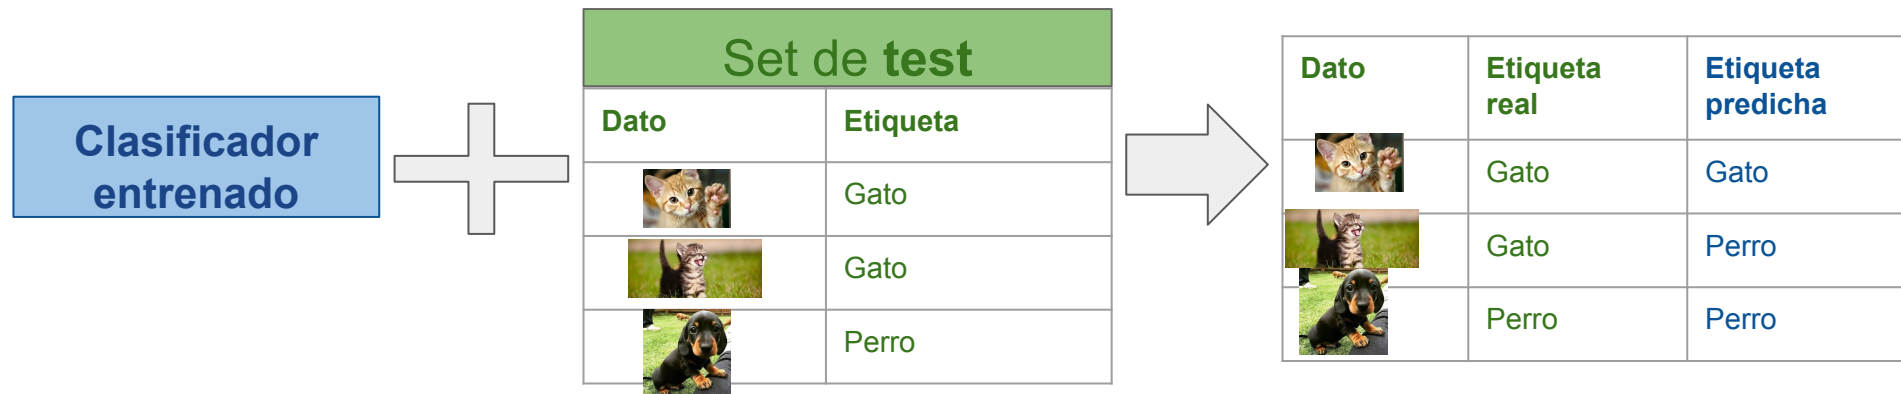 Clasificador
entrenado
Set de test
Dato Etiqueta
Gato
Gato
Perro
Dato Etiqueta real Etiqueta predicha
Gato Gato
Gato Perro
Perro Perro